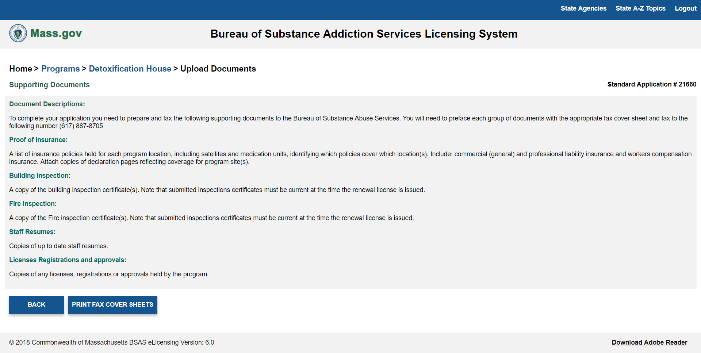 State Agencies State A-Z Topics Logout
Mass.gov
Bureau of Substance Addiction Services Licensing System
Home > Programs > Detoxification House > Upload Documents
Supporting Documents
Standard Application # 21660
Document Descriptions:
To complete your application you need to prepare and fax the following supporting documents to the Bureau of Substance Abuse Services. You will need to preface each group of documents with the appropriate fax cover sheet and fax to the
following number (617) 887-8705
Proof of Insurance:
A list of insurance policies held for each program location, including satellites and medication units, identifying which policies cover which location(s). Include: commercial (general) and professional liability insurance and workers compensation
insurance. Attach copies of declaration pages reflecting coverage for program site(s).
Building Inspection:
A copy of the building inspection certificate(s). Note that submitted inspections certificates must be current at the time the renewal license is issued.
Fire Inspection:
A copy of the Fire inspection certificate(s). Note that submitted inspections certificates must be current at the time the renewal license is issued.
Staff Resumes:
Copies of up to date staff resumes.
Licenses Registrations and approvals:
Copies of any licenses, registrations or approvals held by the program
BACK PRINT FAX COVER SHEETS
© 2018 Commonwealth of Massachusetts BSAS eLicensing Version: 6.0
Download Adobe Reader